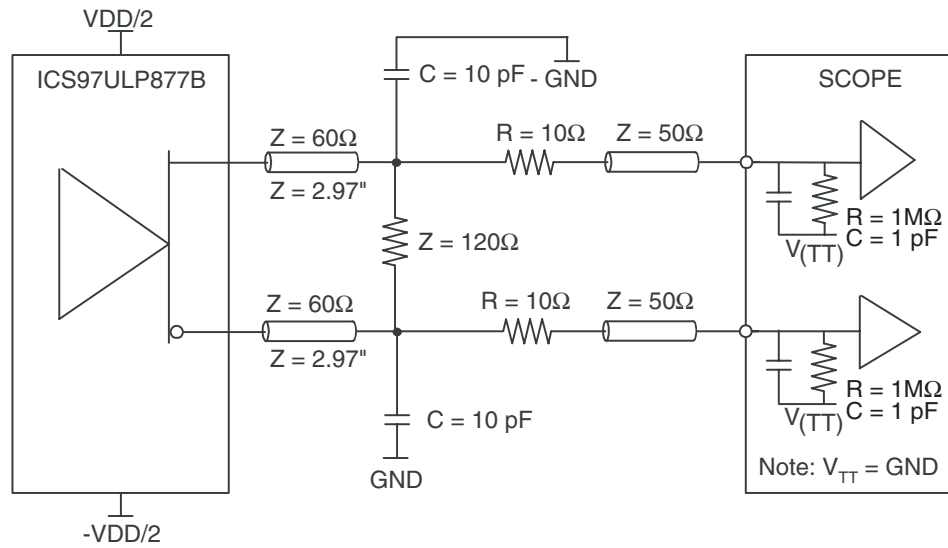 VDD/2
ICS97ULP877B
C = 10 pF
- GND
SCOPE
Z = 60Ω
R = 10Ω
Z = 50Ω
Z = 2.97"
R = 1MΩ
C = 1 pF
V(TT)
Z = 120Ω
Z = 60Ω
R = 10Ω
Z = 50Ω
Z = 2.97"
R = 1MΩ
C = 1 pF
V(TT)
C = 10 pF
GND
Note: VTT = GND
-VDD/2